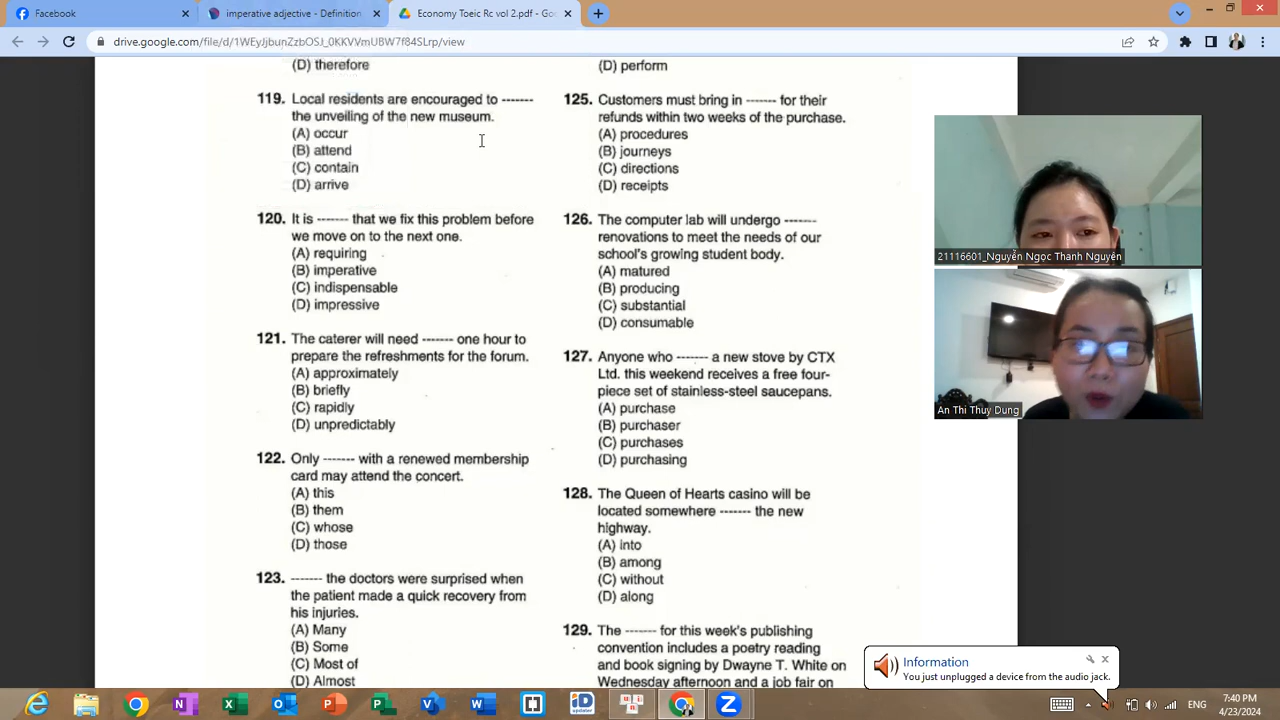 Facebook
imperative adjective - Definition
Economy Toeic Rc vol 2.pdf - Goo
drive.google.com/file/d/1WEyJjbunZzbOSJ_0KKVVmUBW7f84SLrp/view
(D) therefore
119. Local residents are encouraged to -------
the unveiling of the new museum.
(A) occur
(B) attend
(C) contain
(D) arrive
120. It is ------- that we fix this problem before
we move on to the next one.
(A) requiring
(B) imperative
(C) indispensable
(D) impressive
121. The caterer will need ------- one hour to
prepare the refreshments for the forum.
(A) approximately
(B) briefly
(C) rapidly
(D) unpredictably
122. Only ------- with a renewed membership
card may attend the concert.
(A) this
(B) them
(C) whose
(D) those
123. ------- the doctors were surprised when
the patient made a quick recovery from
his injuries.
(A) Many
(B) Some
(C) Most of
(D) Almost
(D) perform
125. Customers must bring in ------- for their
refunds within two weeks of the purchase.
(A) procedures
(B) journeys
(C) directions
(D) receipts
126. The computer lab will undergo -------
renovations to meet the needs of our
school's growing student body.
(A) matured
(B) producing
(C) substantial
(D) consumable
127. Anyone who ------- a new stove by CTX
Ltd. this weekend receives a free four-
piece set of stainless-steel saucepans.
(A) purchase
(B) purchaser
(C) purchases
(D) purchasing
128. The Queen of Hearts casino will be
located somewhere ------- the new
highway.
(A) into
(B) among
(C) without
(D) along
129. The ------- for this week's publishing
convention includes a poetry reading
and book signing by Dwayne T. White on
Wednesday afternoon and a job fair on
21116601_Nguyễn Ngọc Thanh Nguyên
An Thi Thuy Dung
Information
You just unplugged a device from the audio jack.
ENG
7:40 PM
4/23/2024